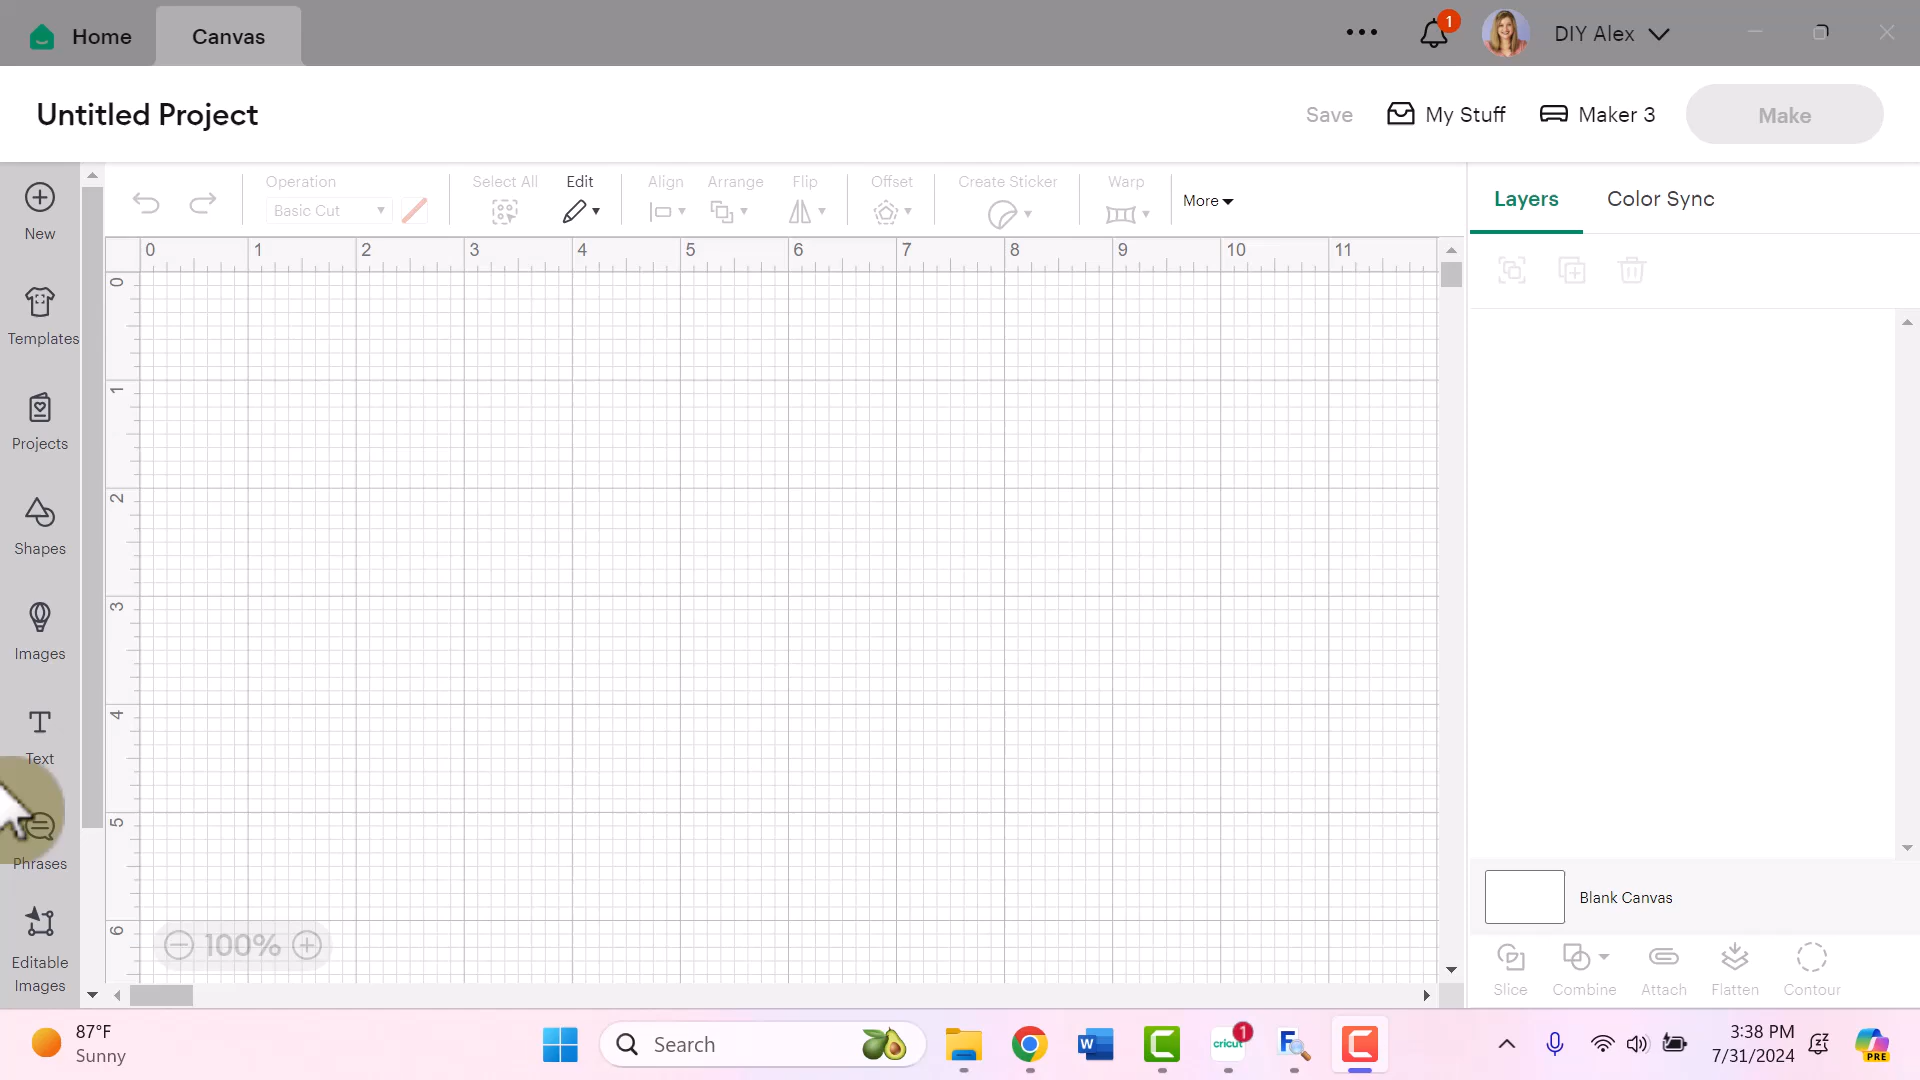 Home
Canvas
1
DIY Alex
Untitled Project
Save
My Stuff
Maker 3
Make
New
Templates
Projects
Shapes
Images
Text
Phrases
Editable
Images
Operation
Basic Cut
Select All
Edit
Align
Arrange
Flip
Offset
Create Sticker
Warp
More
0 1 2 3 4 5 6 7 8 9 10 11
0
1
2
3
4
5
6
100%
Layers
Color Sync
Blank Canvas
Slice
Combine
Attach
Flatten
Contour
87°F
Sunny
Search
W
cricut
1
F
3:38 PM
7/31/2024
PRE